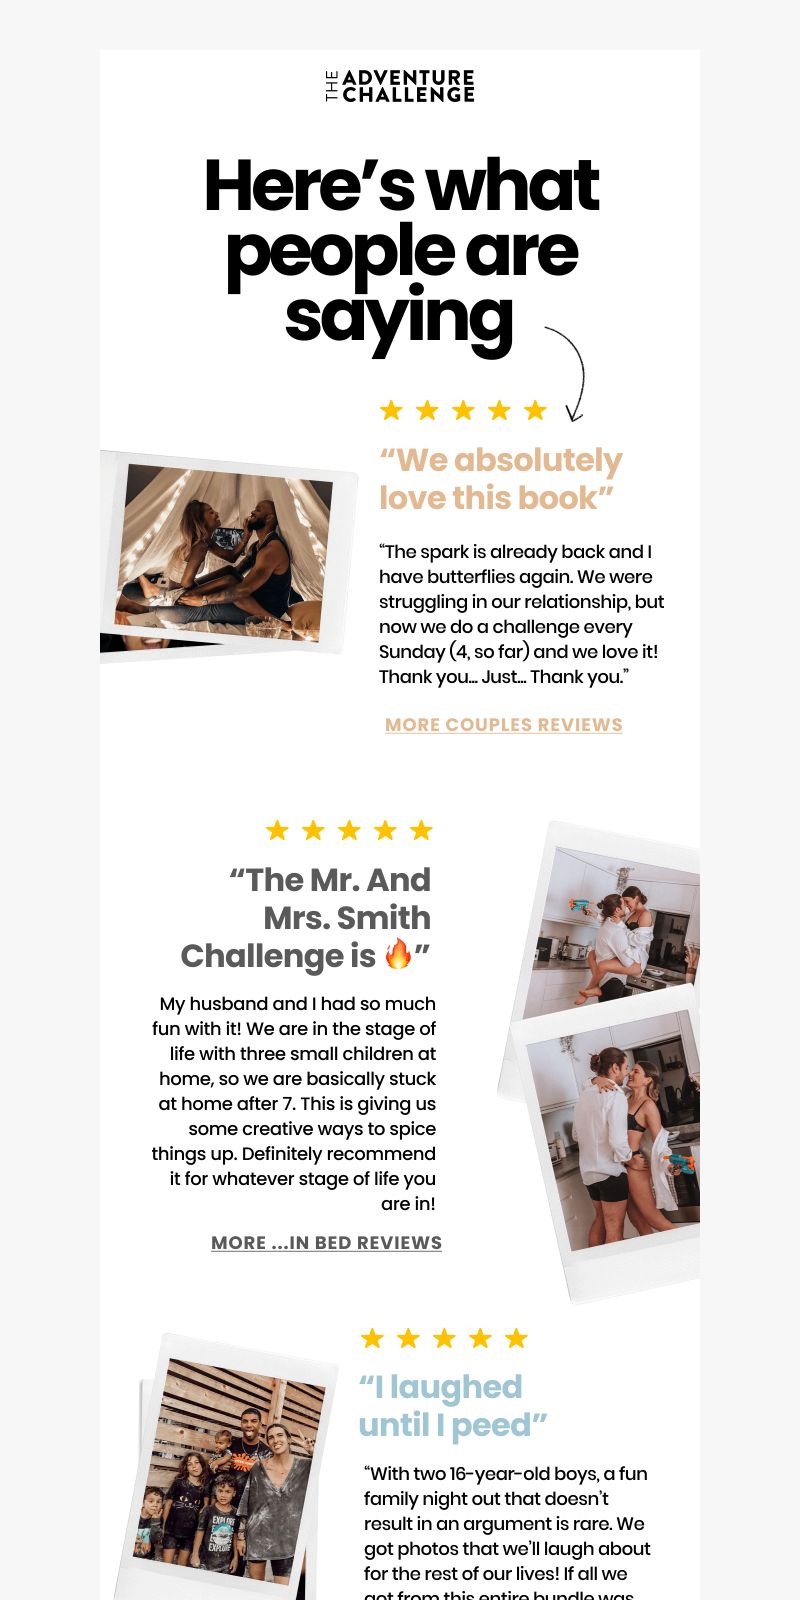 THE ADVENTURE
CHALLENGE
Here’s what
people are
saying
“We absolutely
love this book”
“The spark is already back and I
have butterflies again. We were
struggling in our relationship, but
now we do a challenge every
Sunday (4, so far) and we love it!
Thank you... Just... Thank you.”
MORE COUPLES REVIEWS
“The Mr. And
Mrs. Smith
Challenge is 🔥”
My husband and I had so much
fun with it! We are in the stage of
life with three small children at
home, so we are basically stuck
at home after 7. This is giving us
some creative ways to spice
things up. Definitely recommend
it for whatever stage of life you
are in!
MORE ...IN BED REVIEWS
“I laughed
until I peed”
“With two 16-year-old boys, a fun
family night out that doesn’t
result in an argument is rare. We
got photos that we’ll laugh about
for the rest of our lives! If all we
got from this entire bundle was
EXPLORE
EXPLORE